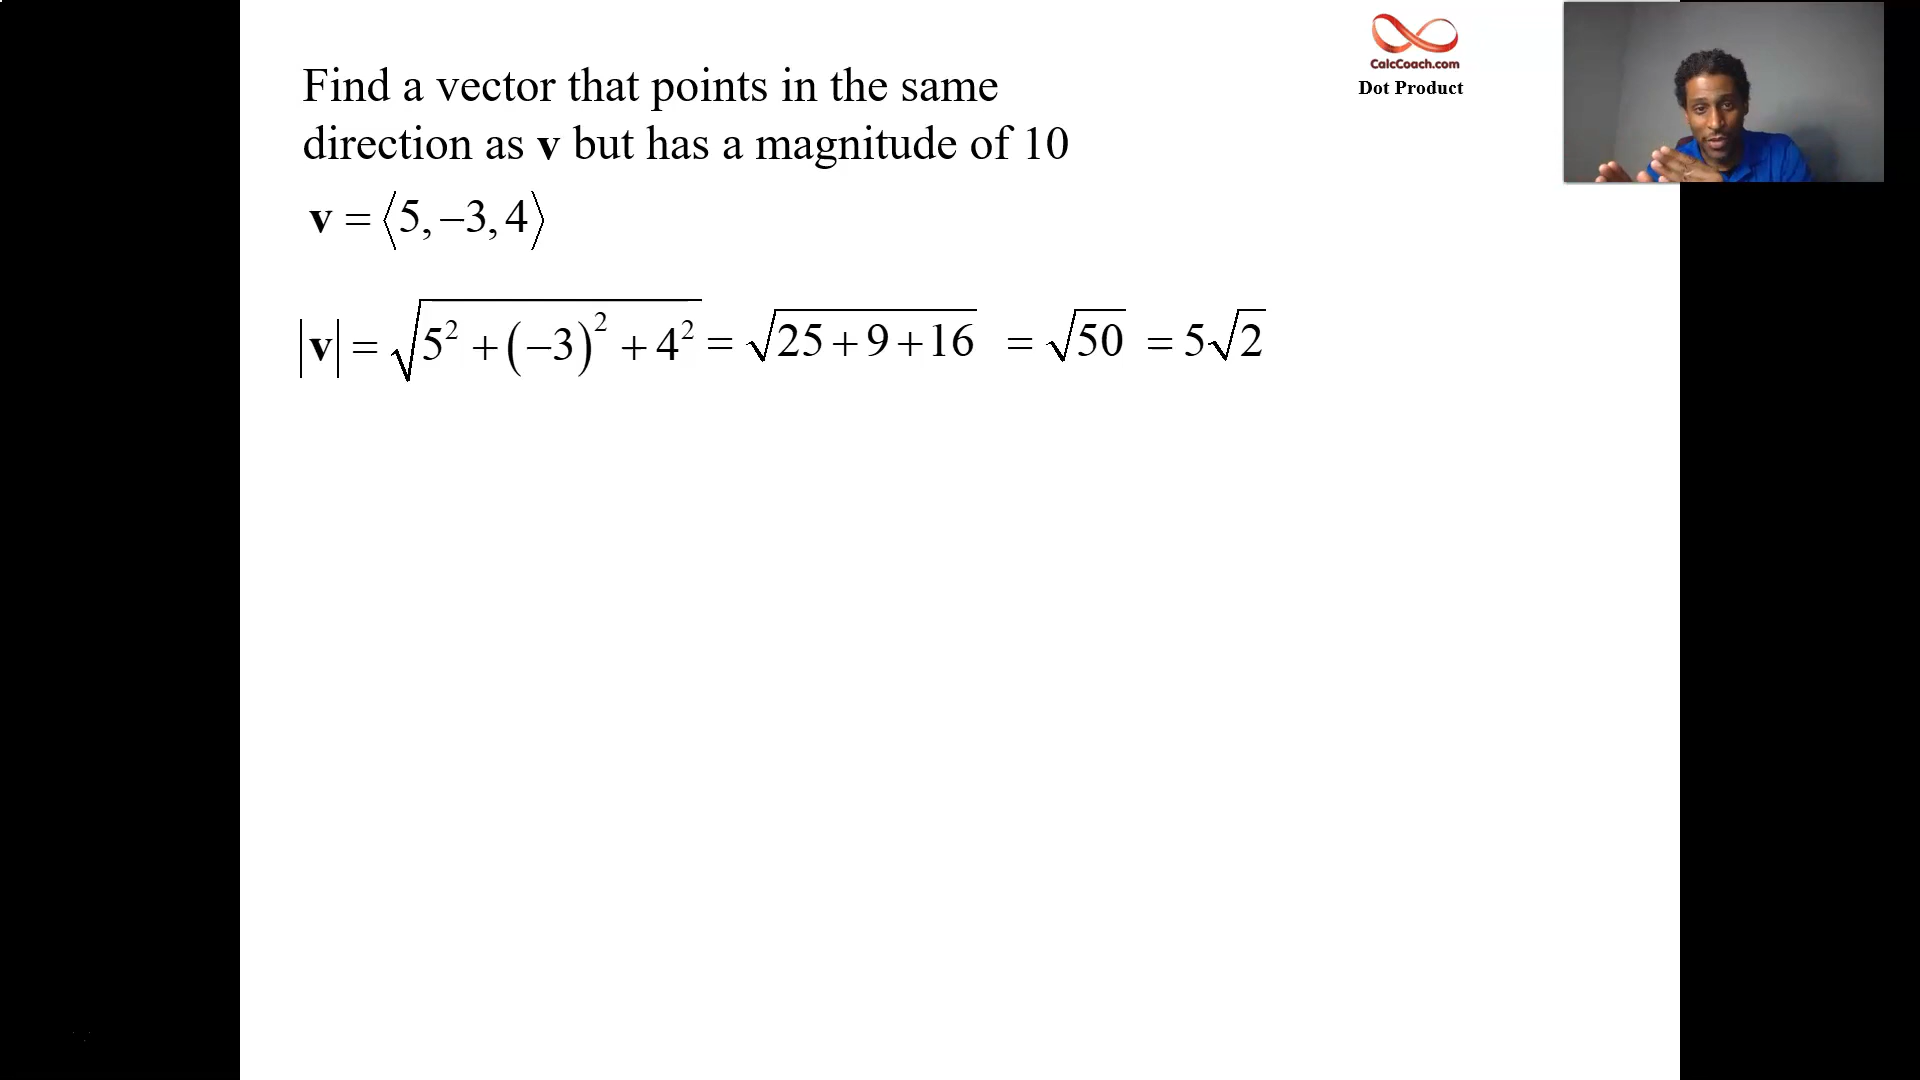 CalcCoach.com
Dot Product
Find a vector that points in the same
direction as v but has a magnitude of 10
v = ⟨5, −3, 4⟩
|v| = √(5² + (−3)² + 4²) = √(25 + 9 + 16) = √50 = 5√2